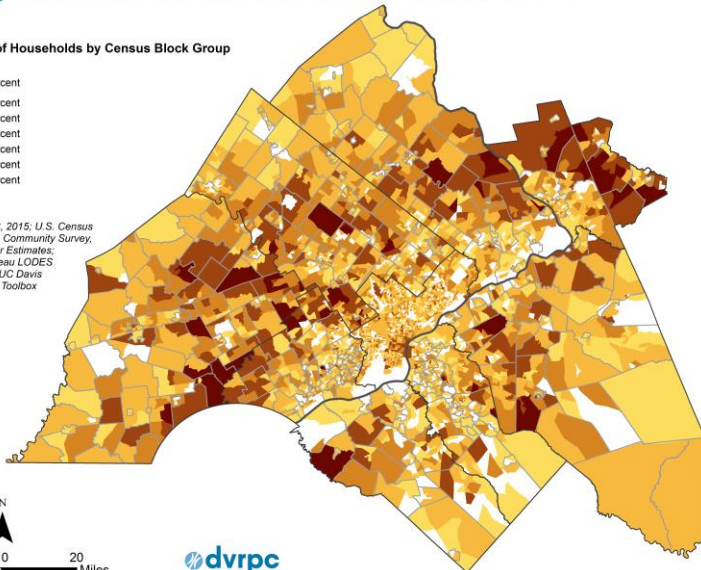 of Households by Census Block Group
cent
cent
cent
cent
cent
cent
cent
, 2015; U.S. Census
Community Survey,
r Estimates;
eau LODES
UC Davis
Toolbox
N
0 20
Miles
dvrpc